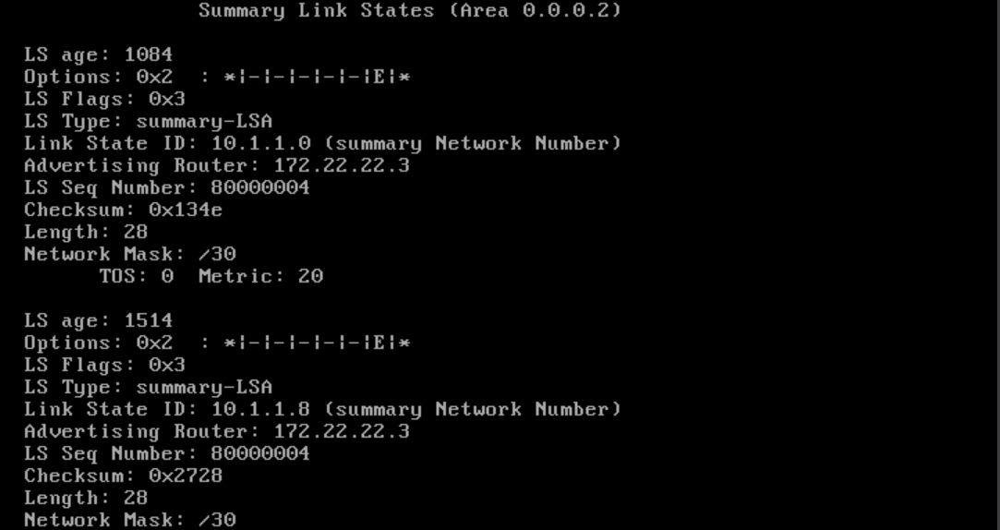 Summary Link States (Area 0.0.0.2)
LS age: 1084
Options: 0x2  : *|-|-|-|-|-|E|*
LS Flags: 0x3
LS Type: summary-LSA
Link State ID: 10.1.1.0 (summary Network Number)
Advertising Router: 172.22.22.3
LS Seq Number: 80000004
Checksum: 0x134e
Length: 28
Network Mask: /30
TOS: 0  Metric: 20
LS age: 1514
Options: 0x2  : *|-|-|-|-|-|E|*
LS Flags: 0x3
LS Type: summary-LSA
Link State ID: 10.1.1.8 (summary Network Number)
Advertising Router: 172.22.22.3
LS Seq Number: 80000004
Checksum: 0x2728
Length: 28
Network Mask: /30